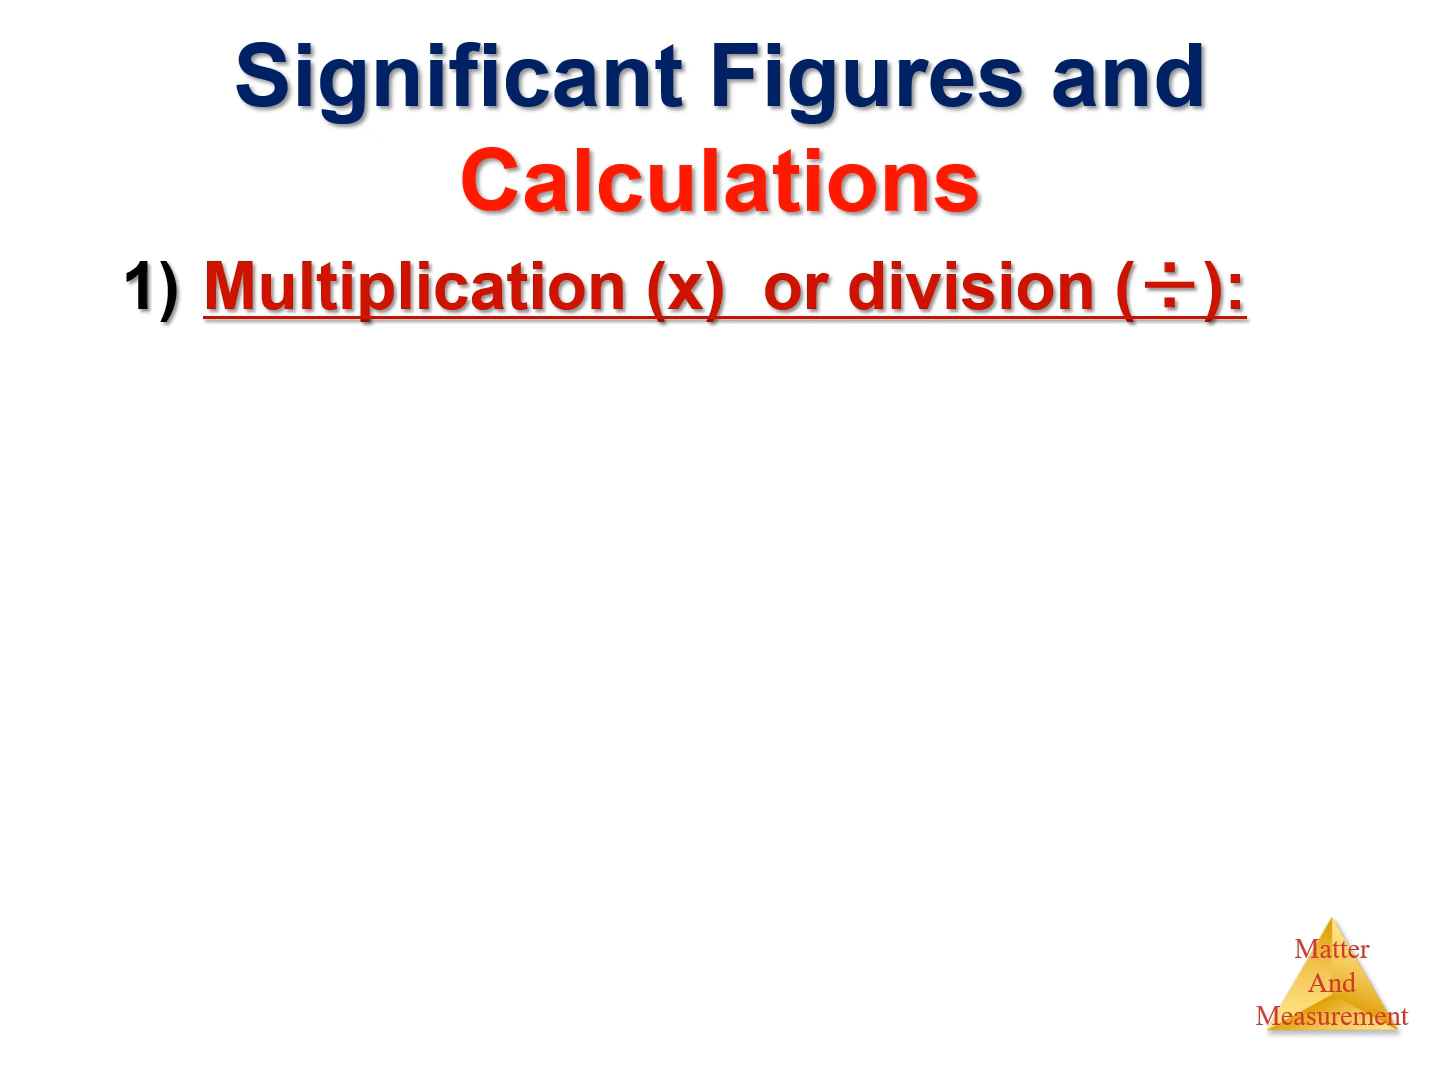 Significant Figures and
Calculations
1) Multiplication (x) or division (÷):
Matter
And
Measurement